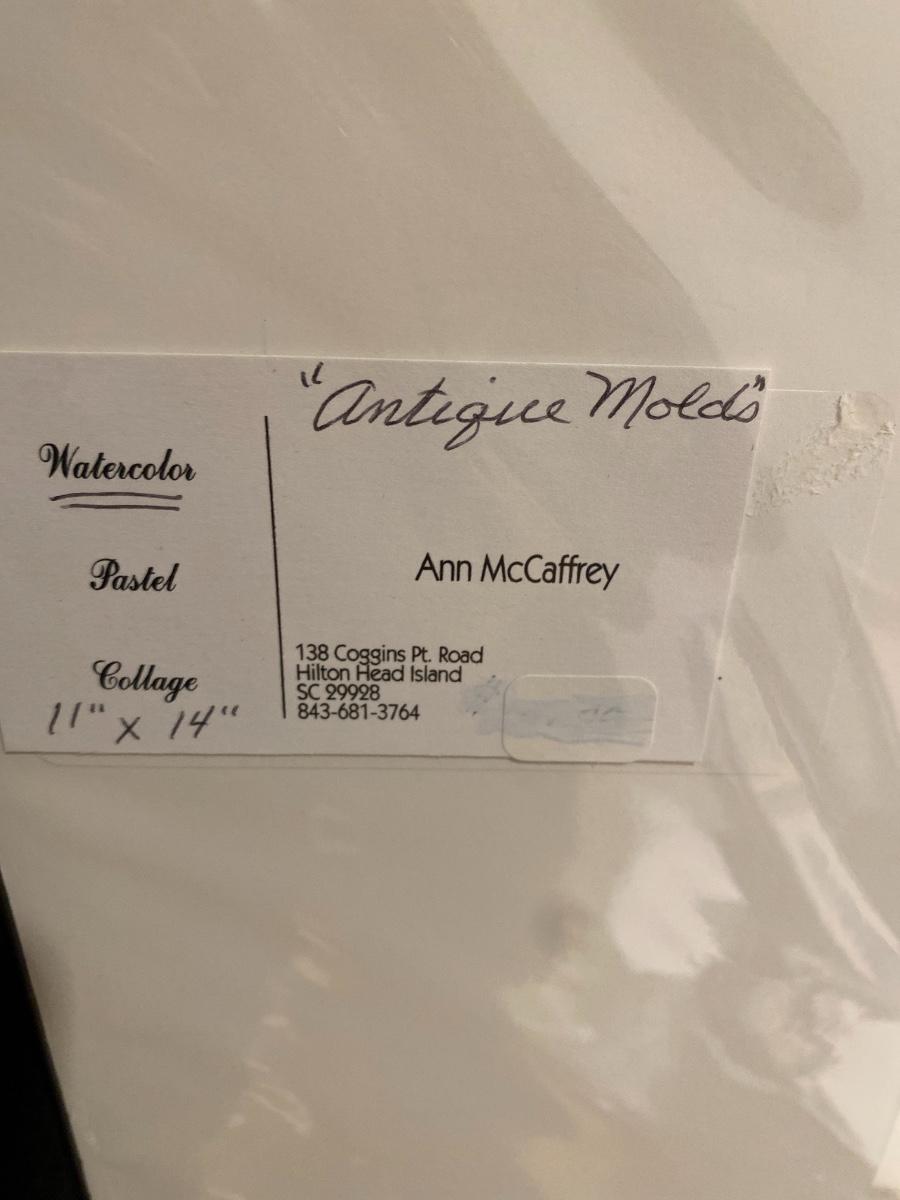 "Antique Molds"
Watercolor
Pastel
Collage
11" x 14"
Ann McCaffrey
138 Coggins Pt. Road
Hilton Head Island
SC 29928
843-681-3764